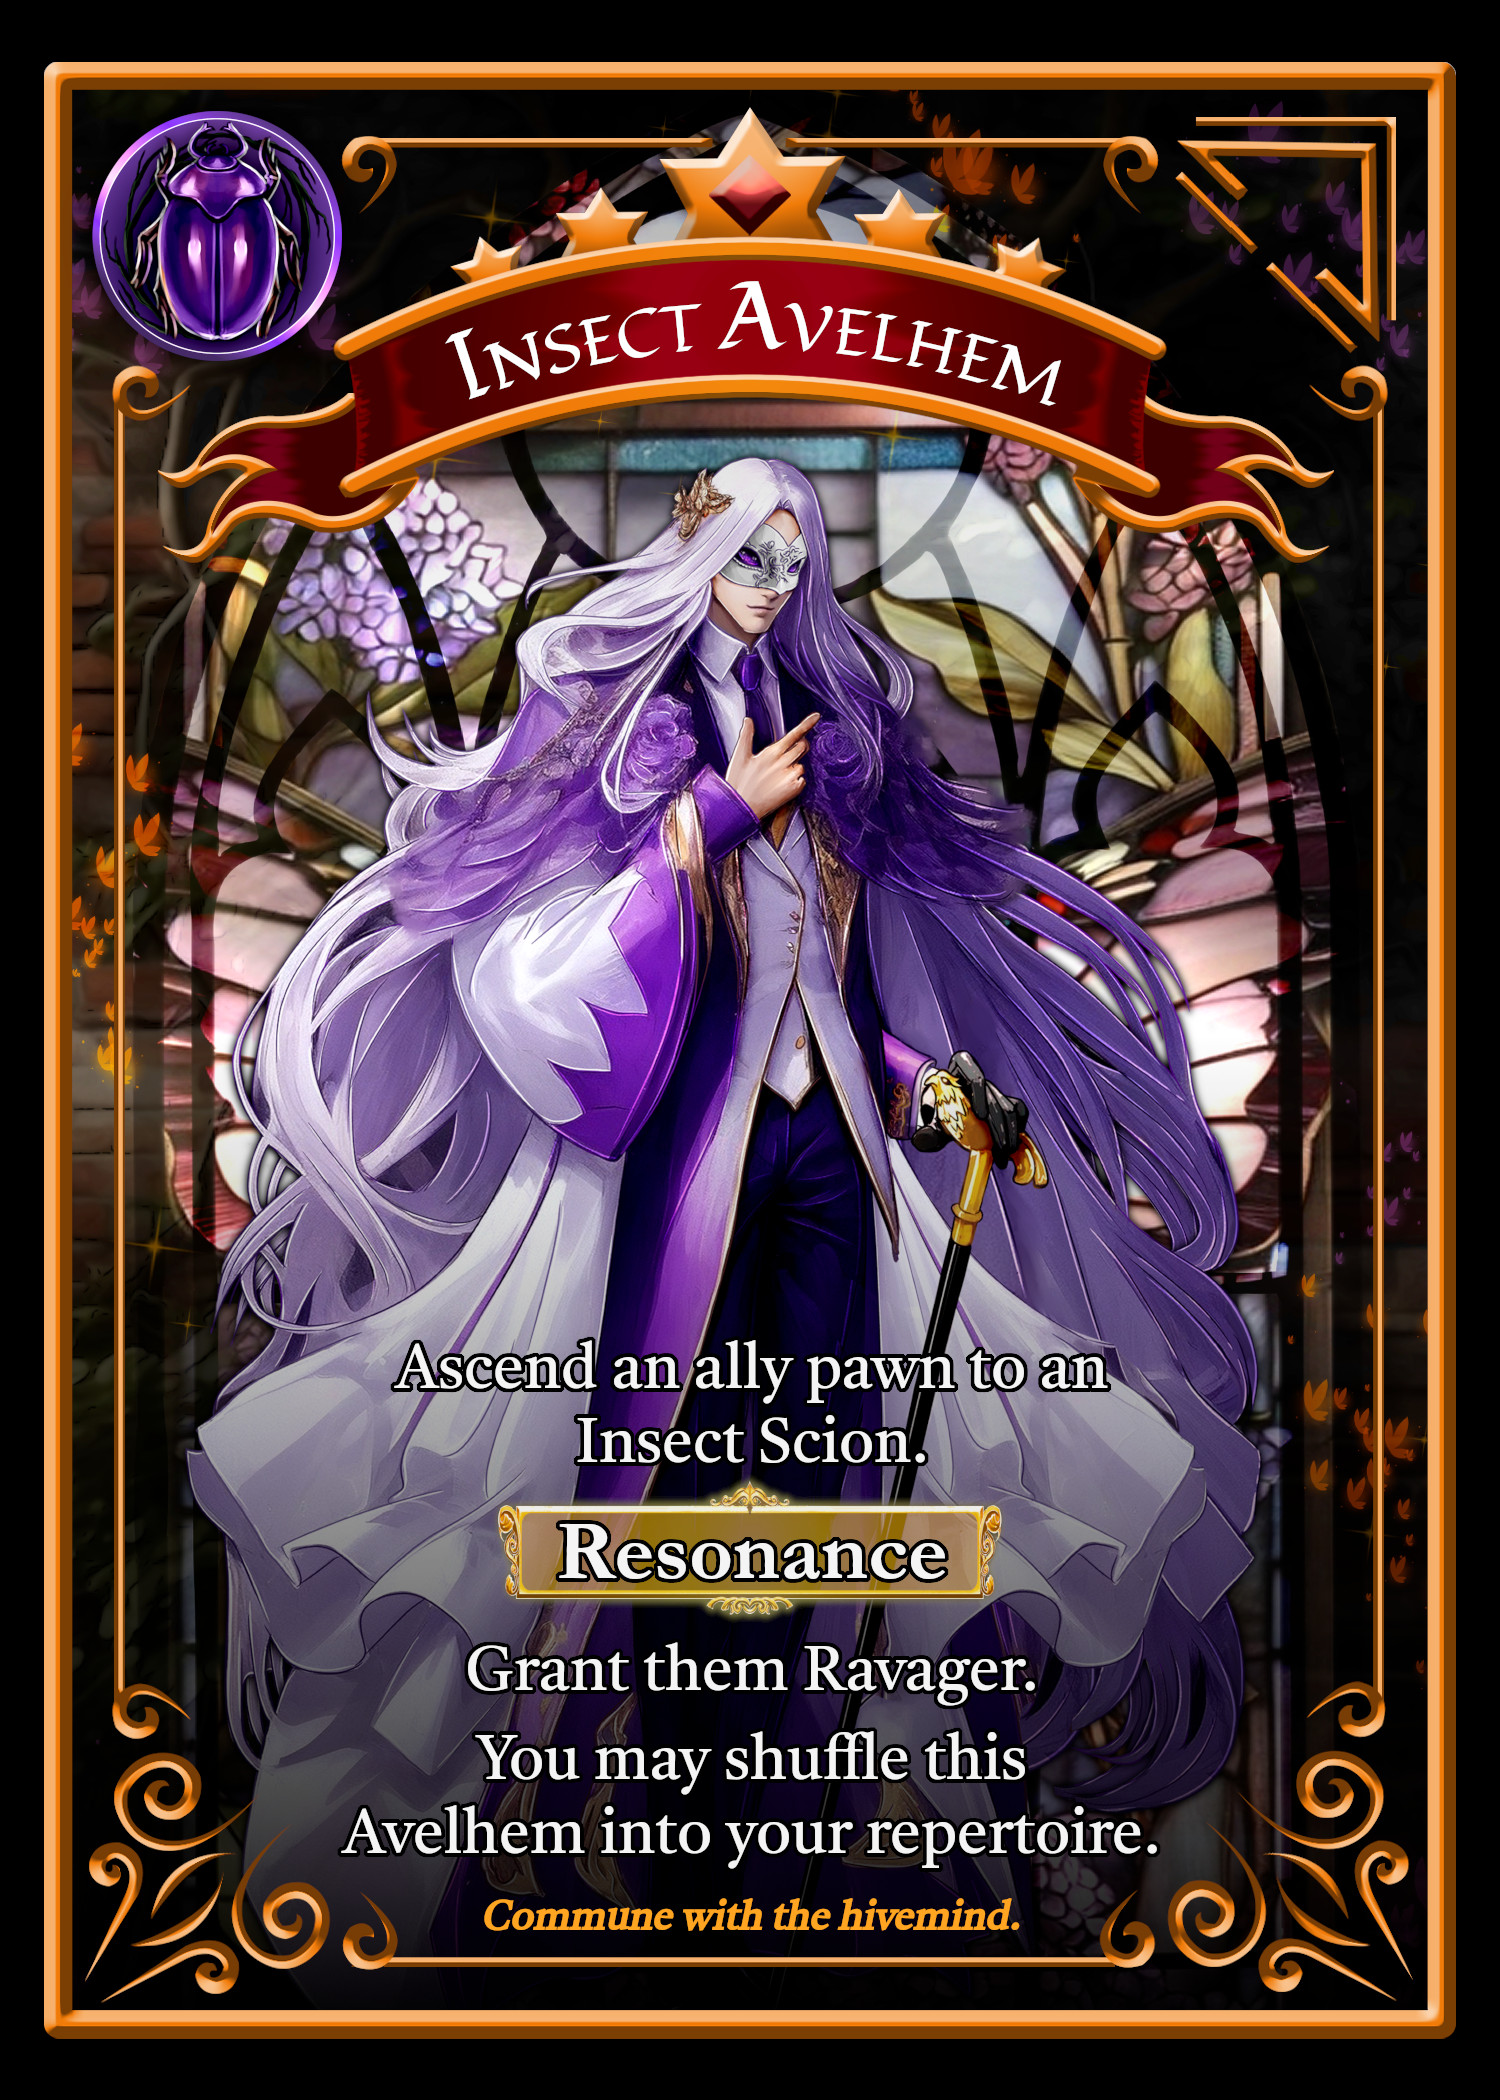 Insect Avelhem
Ascend an ally pawn to an
Insect Scion.
Resonance
Grant them Ravager.
You may shuffle this
Avelhem into your repertoire.
Commune with the hivemind.